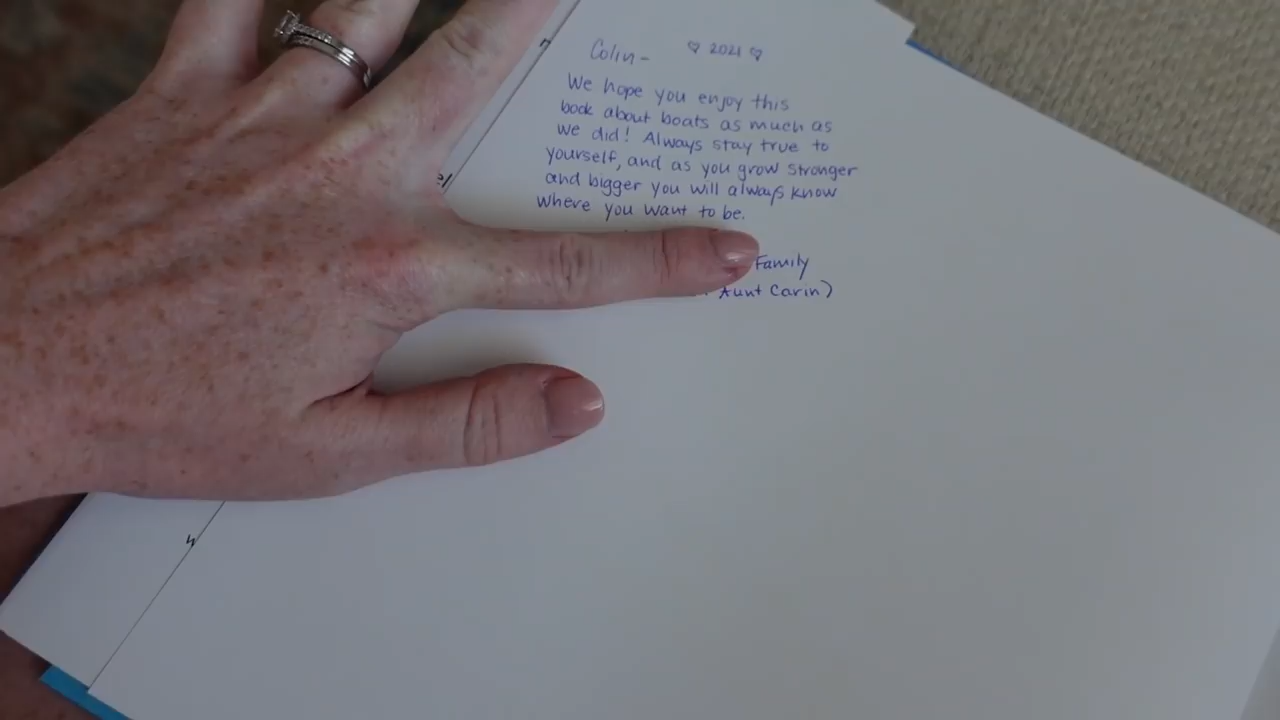 Colin- ♡ 2021 ♡
We hope you enjoy this
book about boats as much as
we did! Always stay true to
yourself, and as you grow stronger
and bigger you will always know
where you want to be.
Family
Aunt Carin)